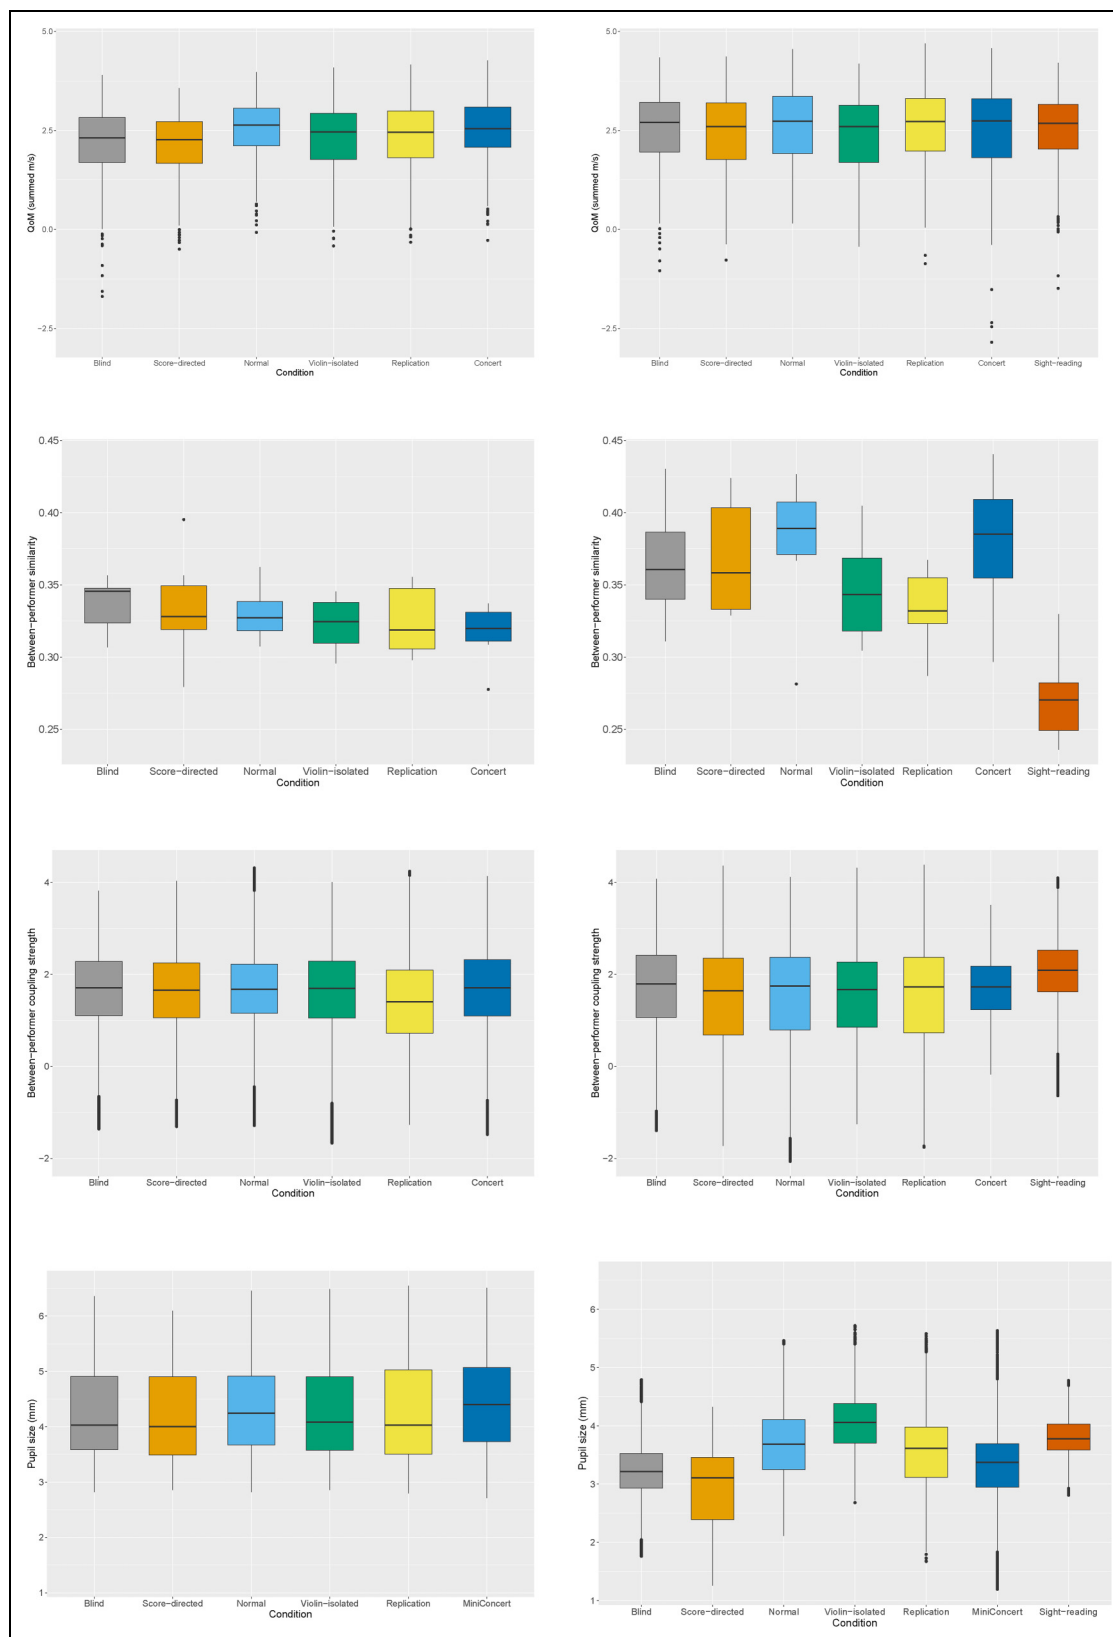 5.0
2.5
0.0
−2.5
QoM (summed m/s)
Blind Score−directed Normal Violin−isolated Replication Concert
Condition
5.0
2.5
0.0
−2.5
QoM (summed m/s)
Blind Score−directed Normal Violin−isolated Replication Concert Sight−reading
Condition
0.45
0.40
0.35
0.30
0.25
Between−performer similarity
Blind Score−directed Normal Violin−isolated Replication Concert
Condition
0.45
0.40
0.35
0.30
0.25
Between−performer similarity
Blind Score−directed Normal Violin−isolated Replication Concert Sight−reading
Condition
4
2
0
−2
Between−performer coupling strength
Blind Score−directed Normal Violin−isolated Replication Concert
Condition
4
2
0
−2
Between−performer coupling strength
Blind Score−directed Normal Violin−isolated Replication Concert Sight−reading
Condition
6
5
4
3
2
1
Pupil size (mm)
Blind Score−directed Normal Violin−isolated Replication MiniConcert
Condition
6
5
4
3
2
1
Pupil size (mm)
Blind Score−directed Normal Violin−isolated Replication MiniConcert Sight−reading
Condition